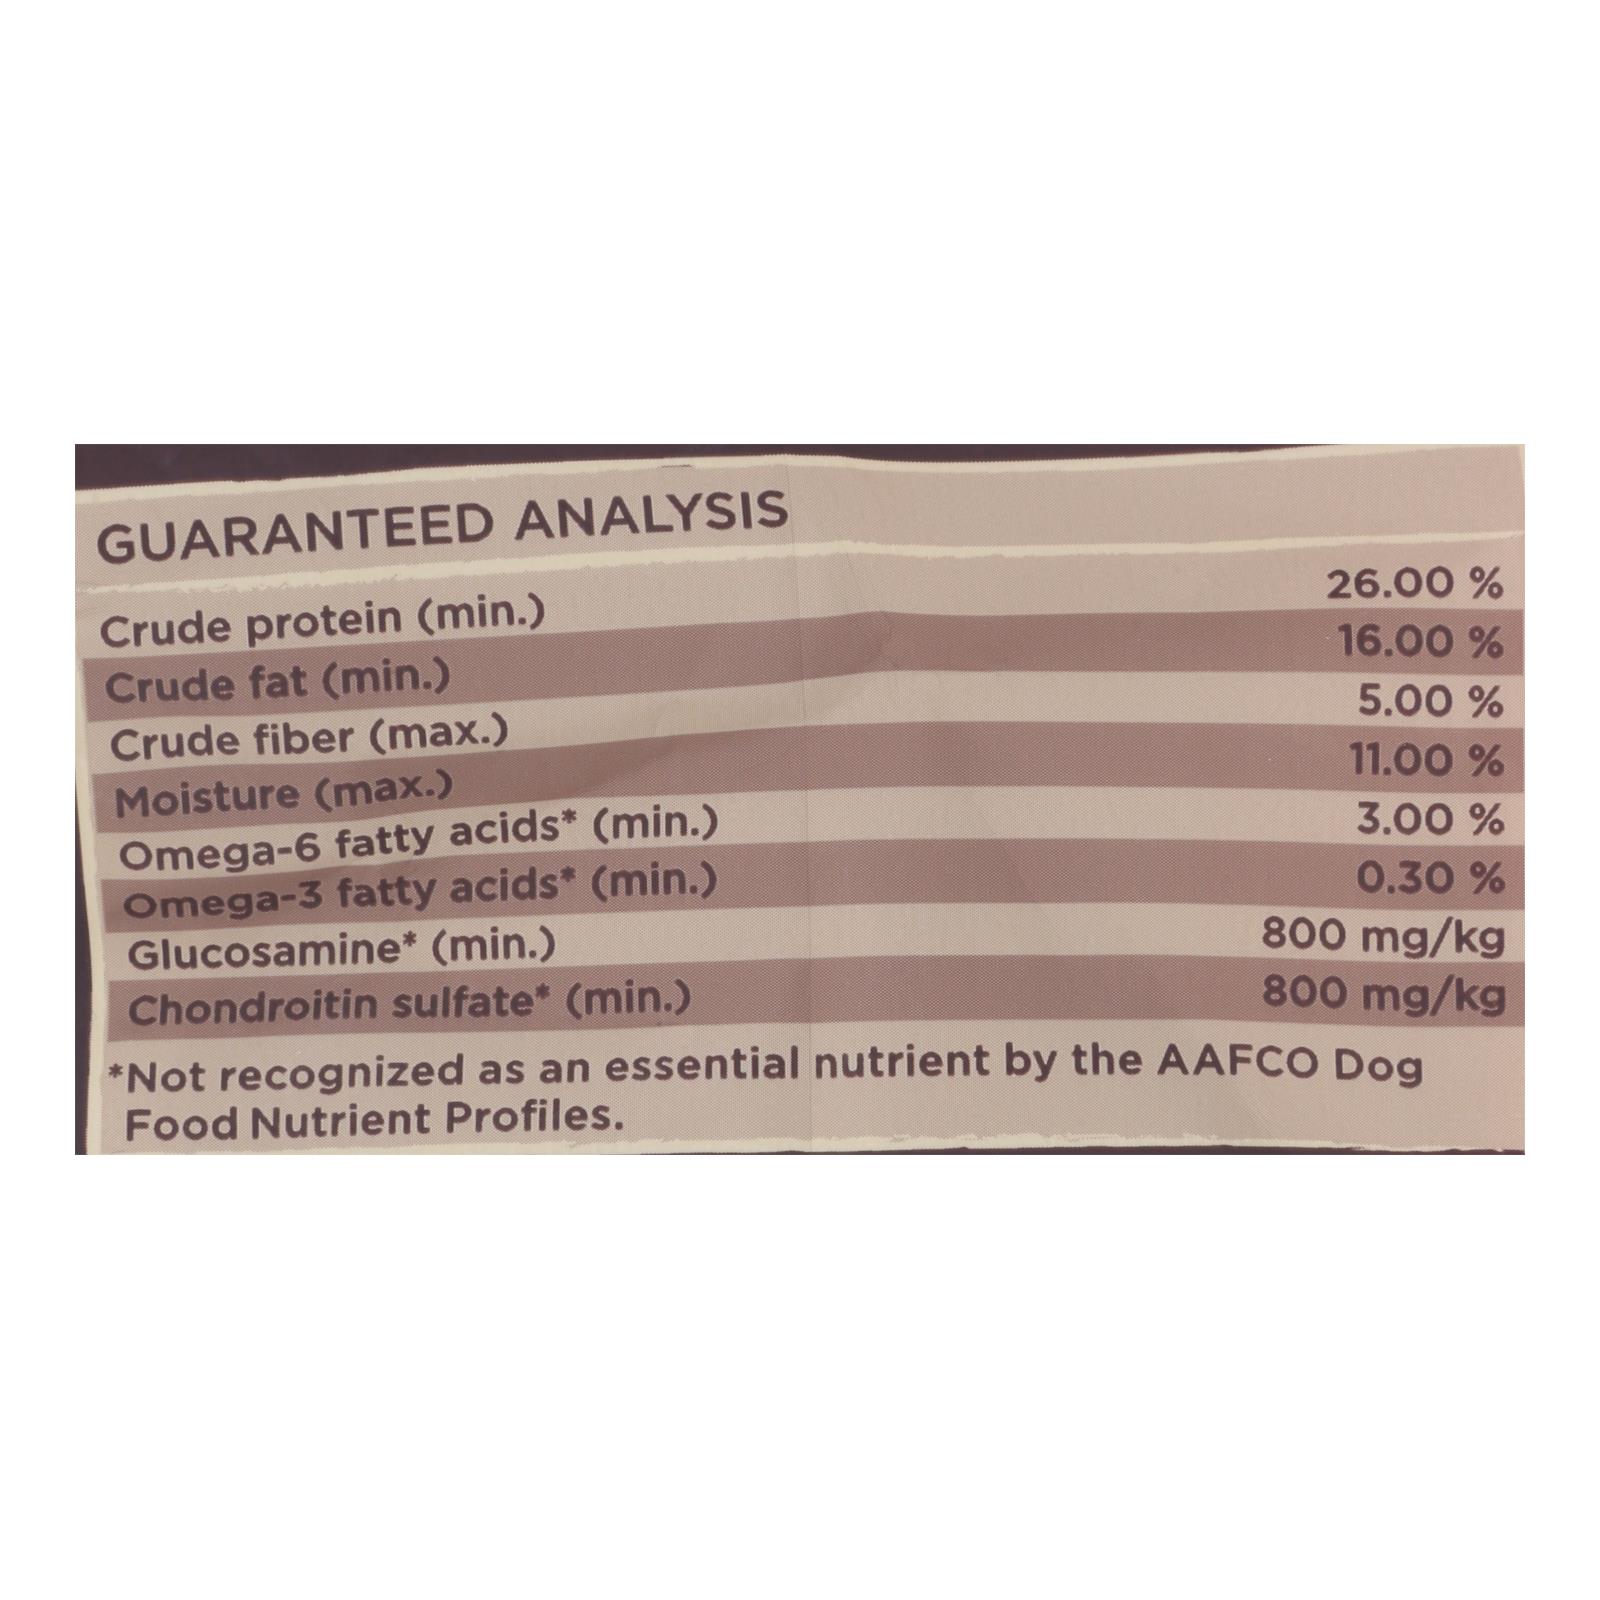 GUARANTEED ANALYSIS
Crude protein (min.) 26.00 %
Crude fat (min.) 16.00 %
Crude fiber (max.) 5.00 %
Moisture (max.) 11.00 %
Omega-6 fatty acids* (min.) 3.00 %
Omega-3 fatty acids* (min.) 0.30 %
Glucosamine* (min.) 800 mg/kg
Chondroitin sulfate* (min.) 800 mg/kg
*Not recognized as an essential nutrient by the AAFCO Dog
Food Nutrient Profiles.